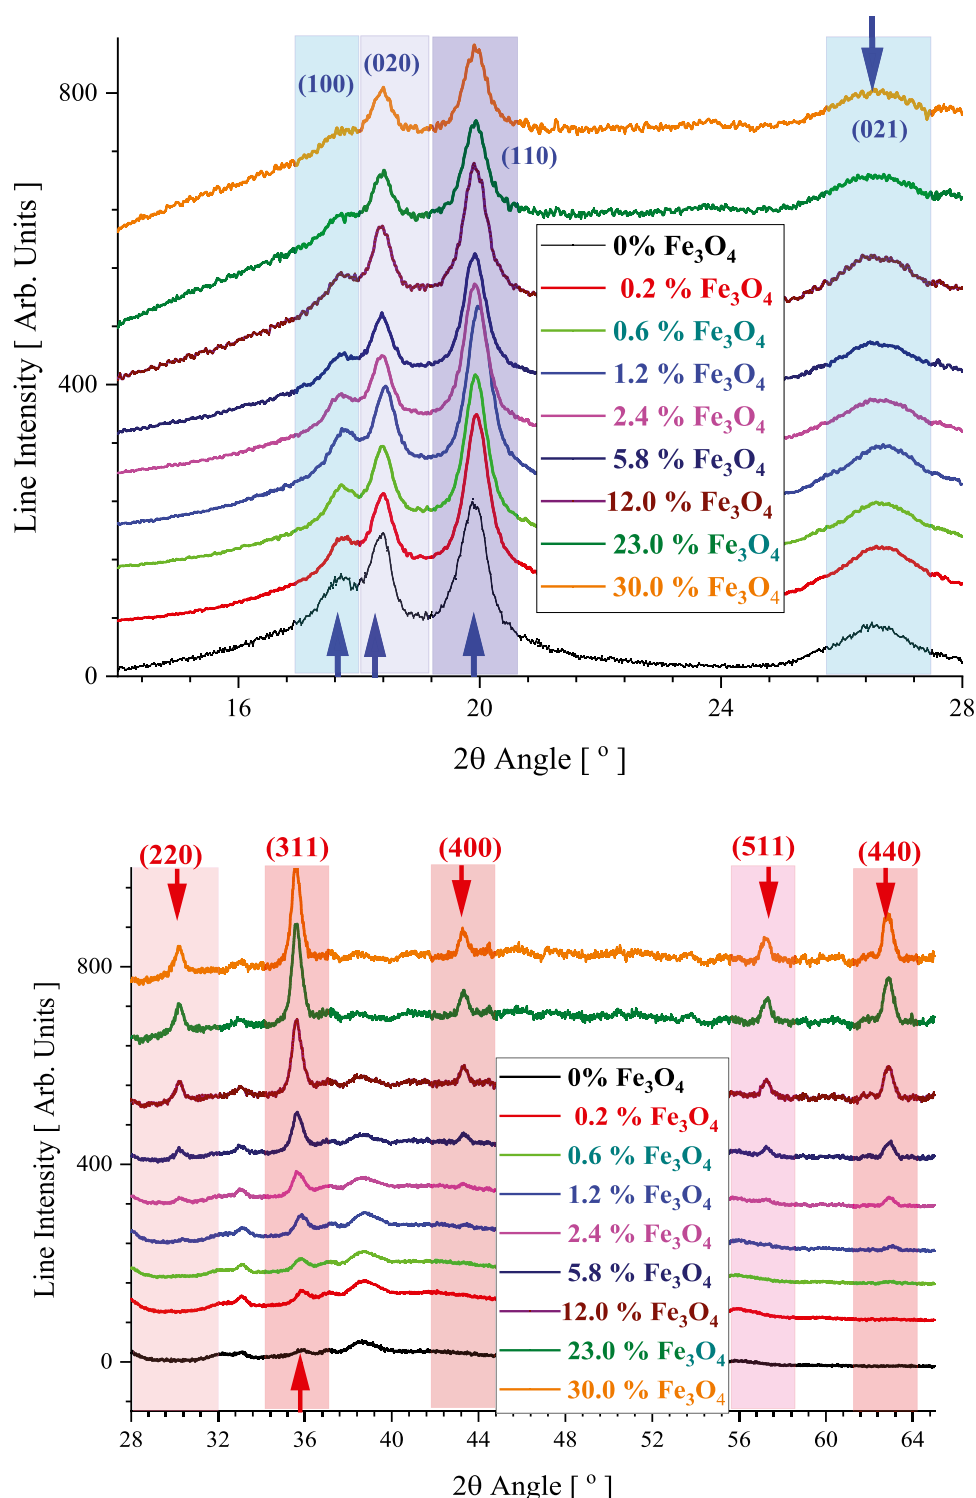 (100)
(020)
(110)
(021)
800
400
0
Line Intensity [ Arb. Units ]
0% Fe₃O₄
0.2 % Fe₃O₄
0.6 % Fe₃O₄
1.2 % Fe₃O₄
2.4 % Fe₃O₄
5.8 % Fe₃O₄
12.0 % Fe₃O₄
23.0 % Fe₃O₄
30.0 % Fe₃O₄
16 20 24 28
2θ Angle [ ° ]
(220) (311) (400) (511) (440)
800
400
0
Line Intensity [ Arb. Units ]
0% Fe₃O₄
0.2 % Fe₃O₄
0.6 % Fe₃O₄
1.2 % Fe₃O₄
2.4 % Fe₃O₄
5.8 % Fe₃O₄
12.0 % Fe₃O₄
23.0 % Fe₃O₄
30.0 % Fe₃O₄
28 32 36 40 44 48 52 56 60 64
2θ Angle [ ° ]